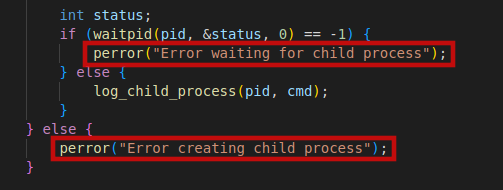 int status;
if (waitpid(pid, &status, 0) == -1) {
perror("Error waiting for child process");
} else {
log_child_process(pid, cmd);
}
} else {
perror("Error creating child process");
}